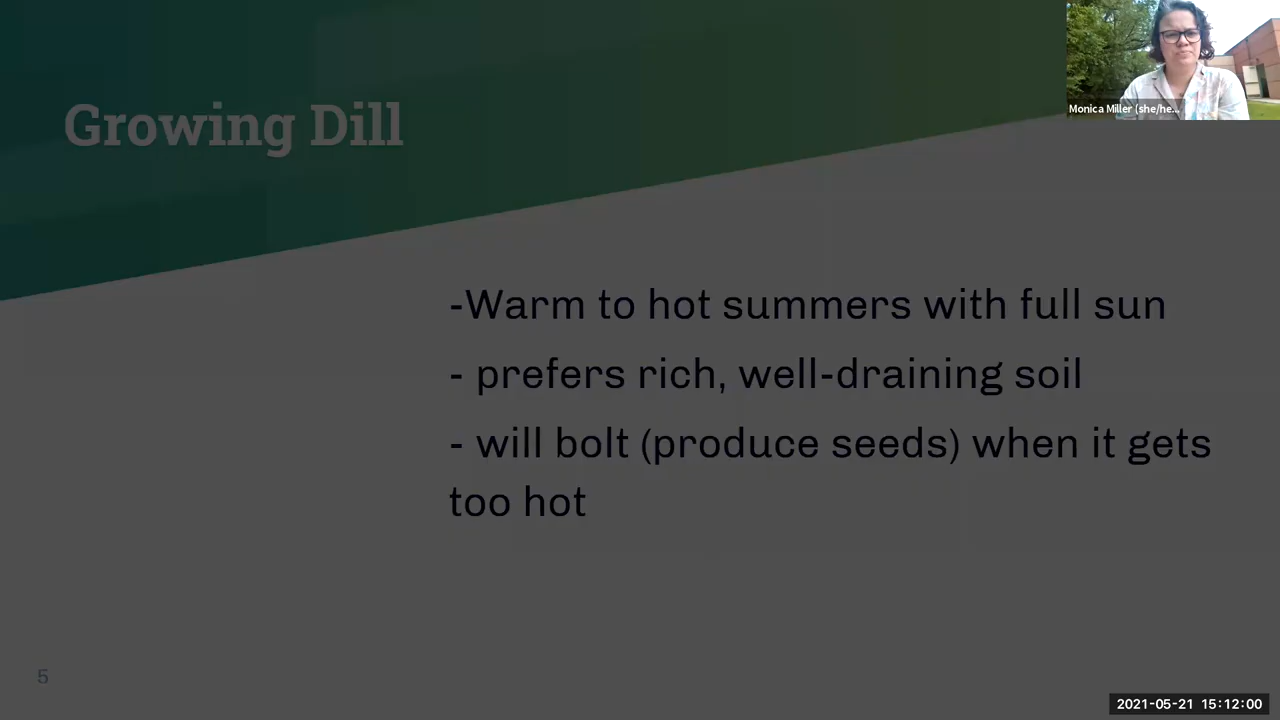 Growing Dill
Monica Miller (she/he...
-Warm to hot summers with full sun
- prefers rich, well-draining soil
- will bolt (produce seeds) when it gets
too hot
5
2021-05-21 15:12:00